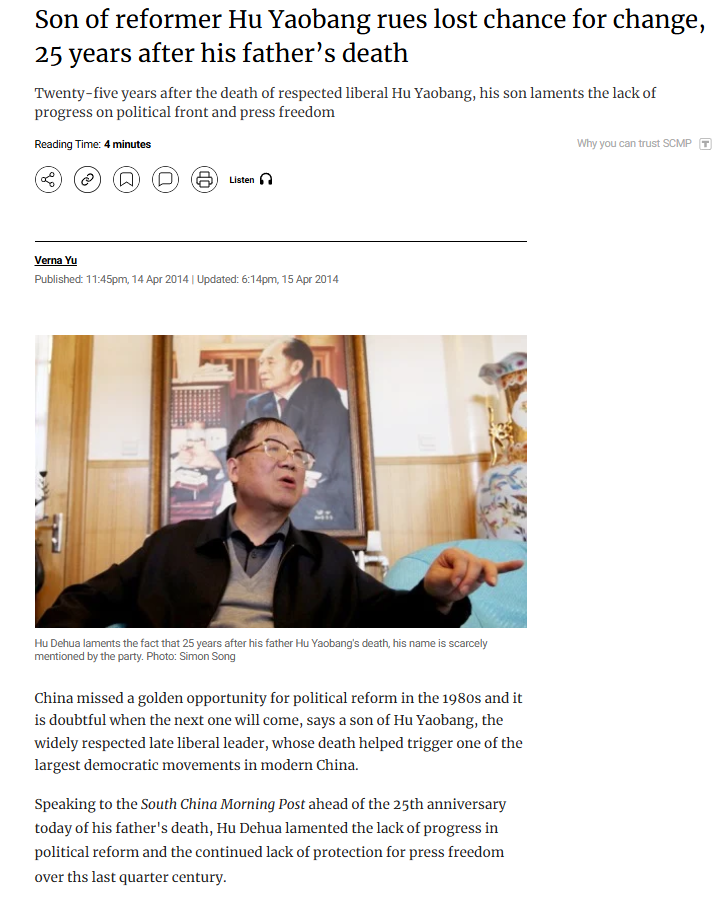 Son of reformer Hu Yaobang rues lost chance for change,
25 years after his father’s death
Twenty-five years after the death of respected liberal Hu Yaobang, his son laments the lack of
progress on political front and press freedom
Reading Time: 4 minutes
Why you can trust SCMP
Listen
Verna Yu
Published: 11:45pm, 14 Apr 2014 | Updated: 6:14pm, 15 Apr 2014
Hu Dehua laments the fact that 25 years after his father Hu Yaobang's death, his name is scarcely
mentioned by the party. Photo: Simon Song
China missed a golden opportunity for political reform in the 1980s and it
is doubtful when the next one will come, says a son of Hu Yaobang, the
widely respected late liberal leader, whose death helped trigger one of the
largest democratic movements in modern China.
Speaking to the South China Morning Post ahead of the 25th anniversary
today of his father's death, Hu Dehua lamented the lack of progress in
political reform and the continued lack of protection for press freedom
over ths last quarter century.